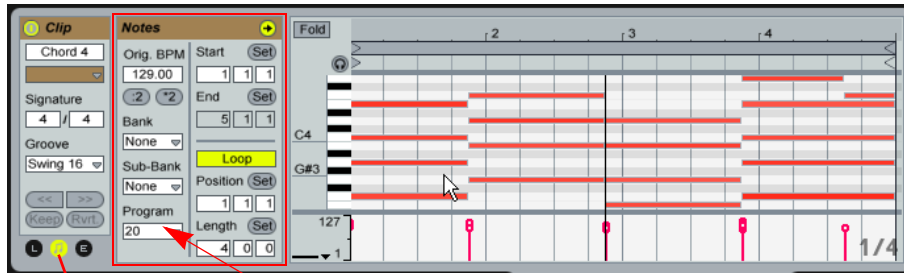 Clip
Chord 4
Signature
4 / 4
Groove
Swing 16
<< >>
Keep Rvrt.
L E
Notes
Orig. BPM
129.00
:2 *2
Bank
None
Sub-Bank
None
Program
20
Start Set
1 1 1
End Set
5 1 1
Loop
Position Set
1 1 1
Length Set
4 0 0
Fold
2 3 4
C4
G#3
127
1
1/4